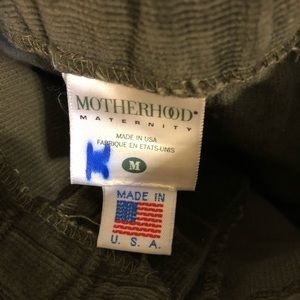 MOTHERHOOD®
MATERNITY
MADE IN USA
FABRIQUE EN ETATS-UNIS
K M
MADE IN
U. S. A.